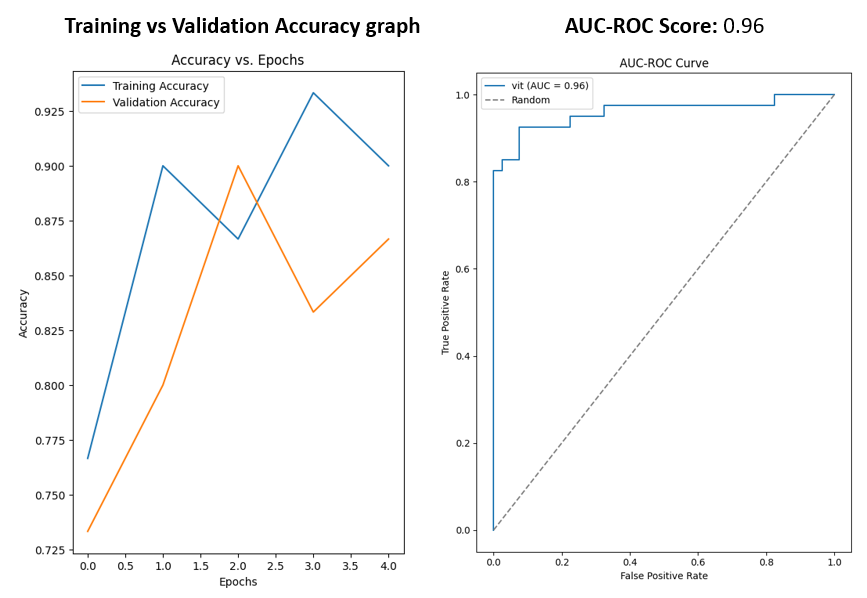 Training vs Validation Accuracy graph
Accuracy vs. Epochs
Training Accuracy
Validation Accuracy
0.925
0.900
0.875
0.850
0.825
0.800
0.775
0.750
0.725
Accuracy
0.0 0.5 1.0 1.5 2.0 2.5 3.0 3.5 4.0
Epochs
AUC-ROC Score: 0.96
AUC-ROC Curve
vit (AUC = 0.96)
Random
1.0
0.8
0.6
0.4
0.2
0.0
True Positive Rate
0.0 0.2 0.4 0.6 0.8 1.0
False Positive Rate